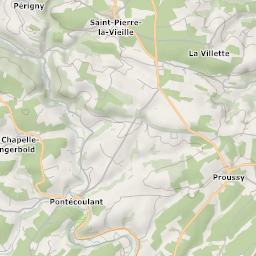 Périgny
Saint-Pierre-
la-Vieille
La Villette
Chapelle-
ngerbold
Proussy
Pontécoulant